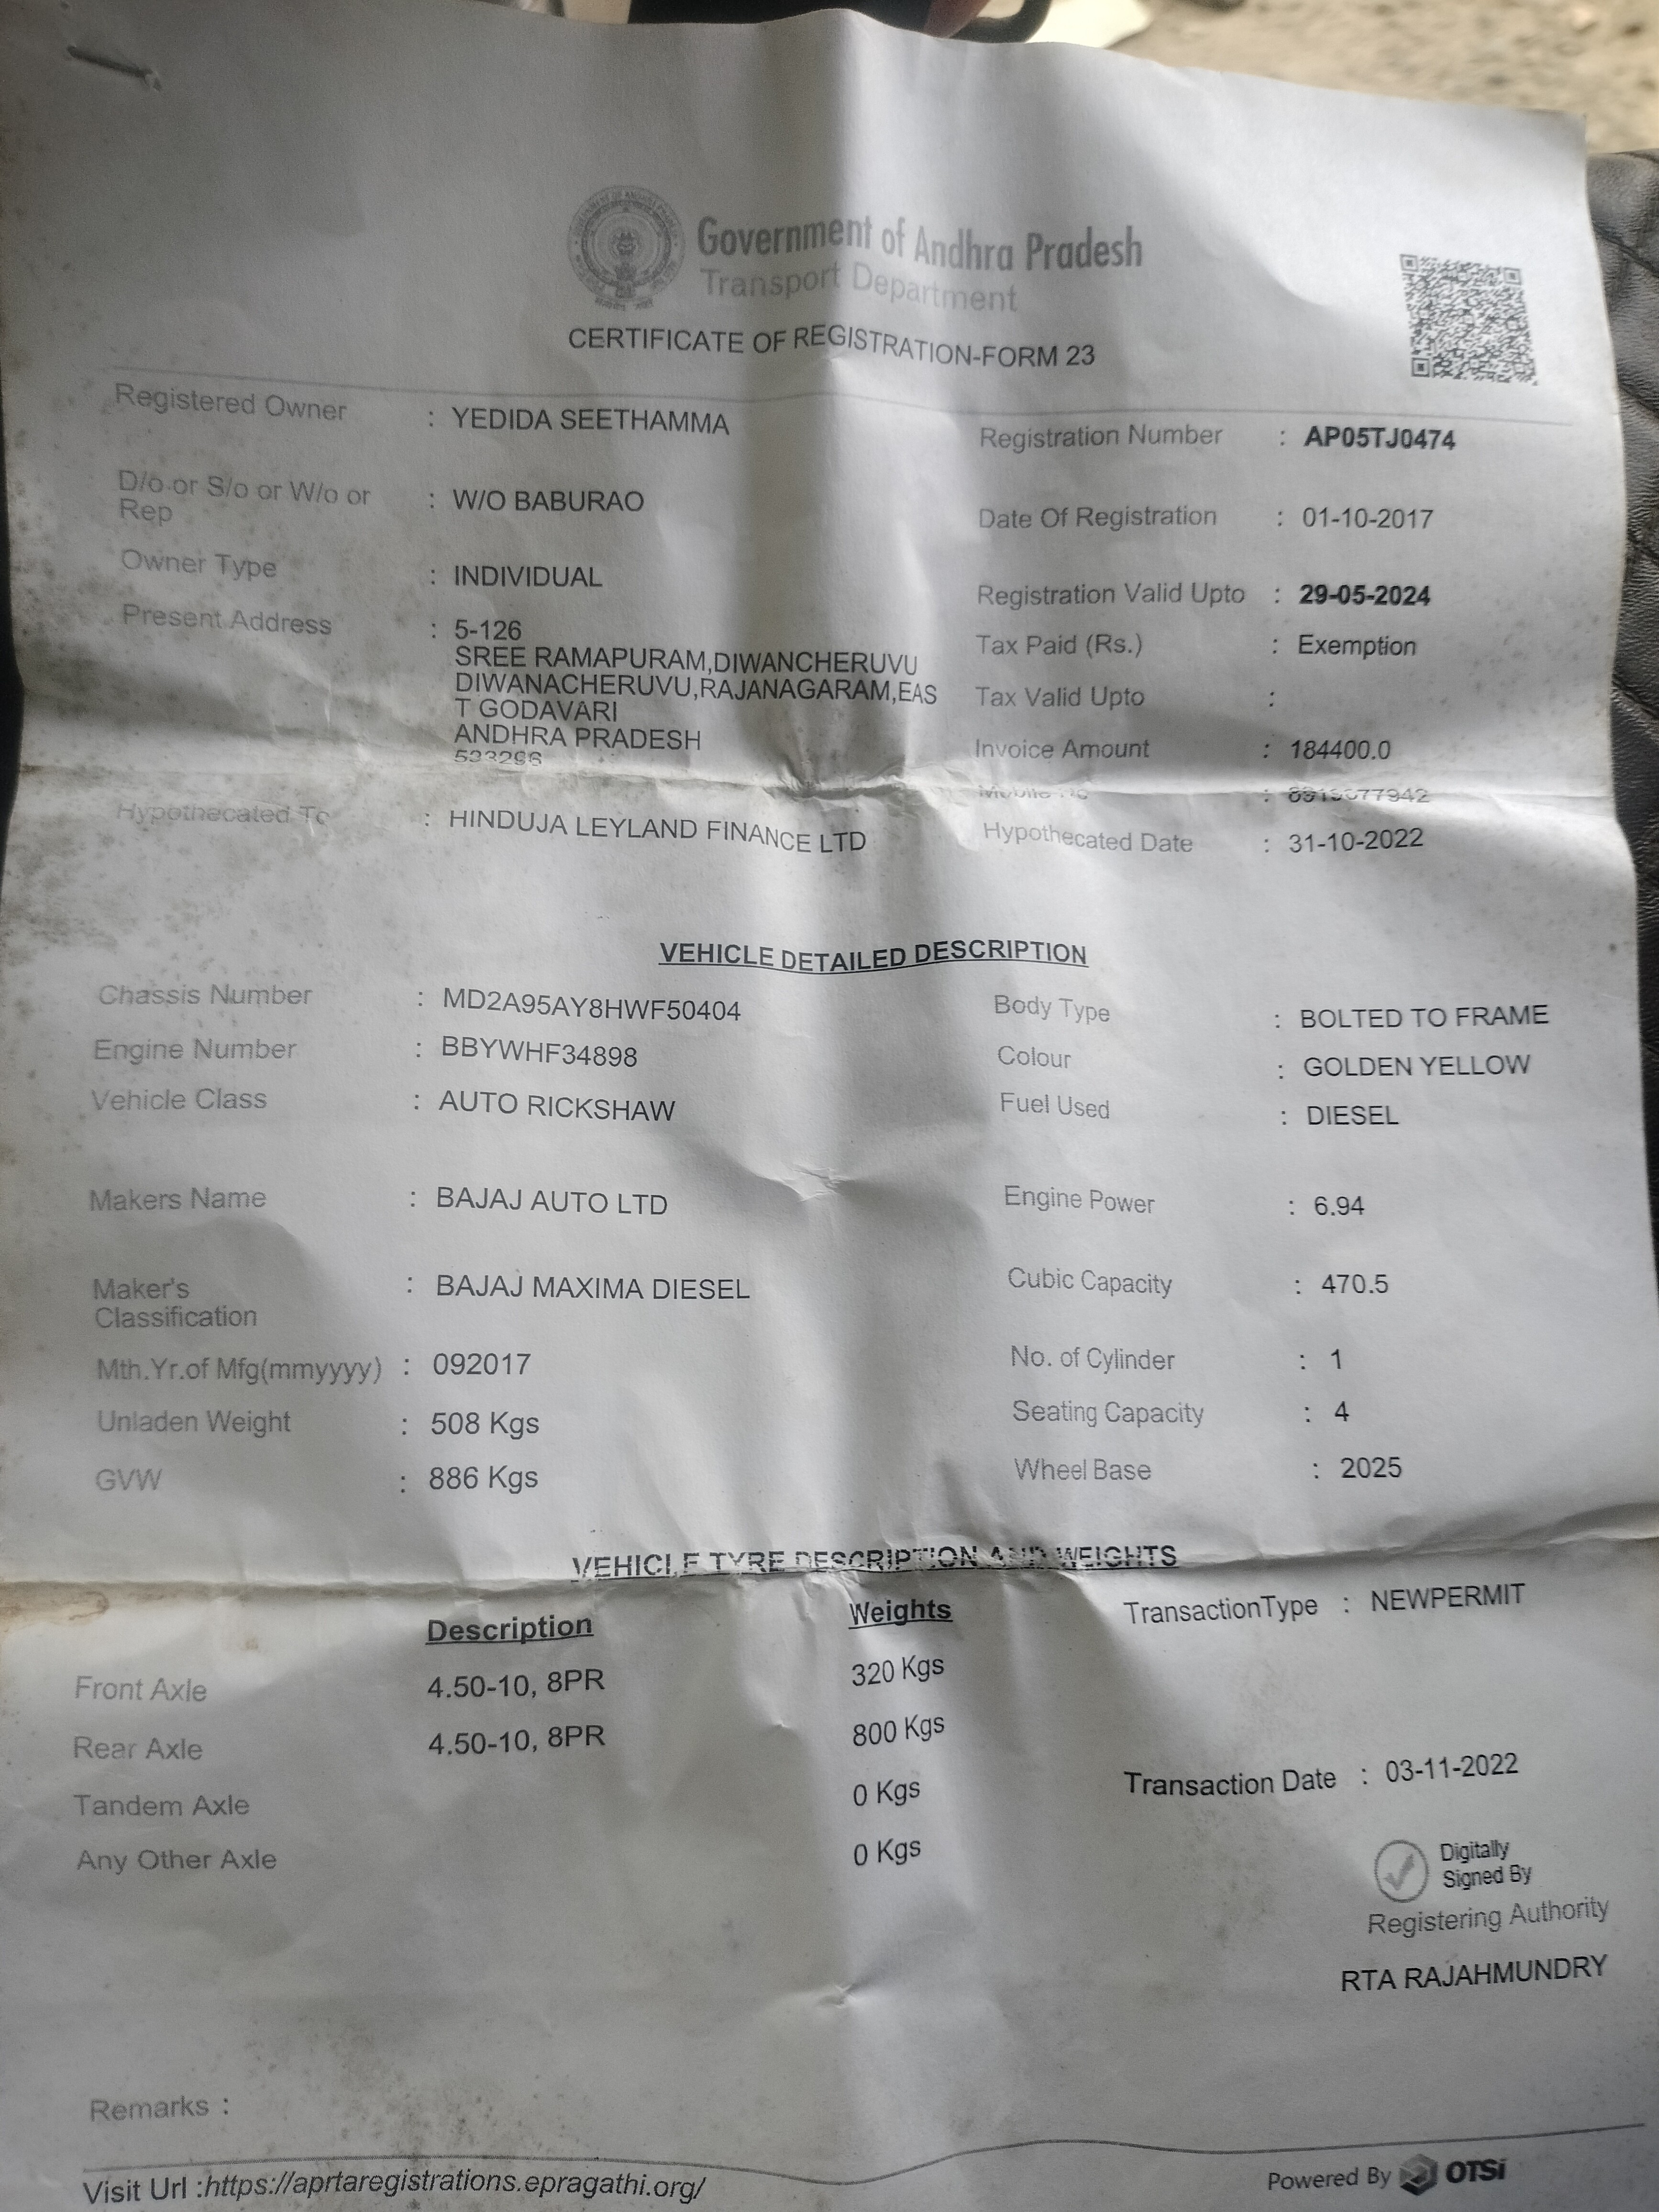 Government of Andhra Pradesh
Transport Department
CERTIFICATE OF REGISTRATION-FORM 23
Registered Owner : YEDIDA SEETHAMMA
Registration Number : AP05TJ0474
D/o or S/o or W/o or Rep : W/O BABURAO
Date Of Registration : 01-10-2017
Owner Type : INDIVIDUAL
Registration Valid Upto : 29-05-2024
Present Address : 5-126
SREE RAMAPURAM,DIWANCHERUVU
DIWANACHERUVU,RAJANAGARAM,EAS
T GODAVARI
ANDHRA PRADESH
533296
Tax Paid (Rs.) : Exemption
Tax Valid Upto :
Invoice Amount : 184400.0
Mobile No :
Hypothecated To : HINDUJA LEYLAND FINANCE LTD
Hypothecated Date : 31-10-2022
VEHICLE DETAILED DESCRIPTION
Chassis Number : MD2A95AY8HWF50404
Body Type : BOLTED TO FRAME
Engine Number : BBYWHF34898
Colour : GOLDEN YELLOW
Vehicle Class : AUTO RICKSHAW
Fuel Used : DIESEL
Makers Name : BAJAJ AUTO LTD
Engine Power : 6.94
Maker's Classification : BAJAJ MAXIMA DIESEL
Cubic Capacity : 470.5
Mth.Yr.of Mfg(mmyyyy) : 092017
No. of Cylinder : 1
Unladen Weight : 508 Kgs
Seating Capacity : 4
GVW : 886 Kgs
Wheel Base : 2025
VEHICLE TYRE DESCRIPTION AND WEIGHTS
Description Weights
TransactionType : NEWPERMIT
Front Axle 4.50-10, 8PR 320 Kgs
Rear Axle 4.50-10, 8PR 800 Kgs
Tandem Axle 0 Kgs
Transaction Date : 03-11-2022
Any Other Axle 0 Kgs
Digitally
Signed By
Registering Authority
RTA RAJAHMUNDRY
Remarks :
Visit Url :https://aprtaregistrations.epragathi.org/
Powered By OTSi